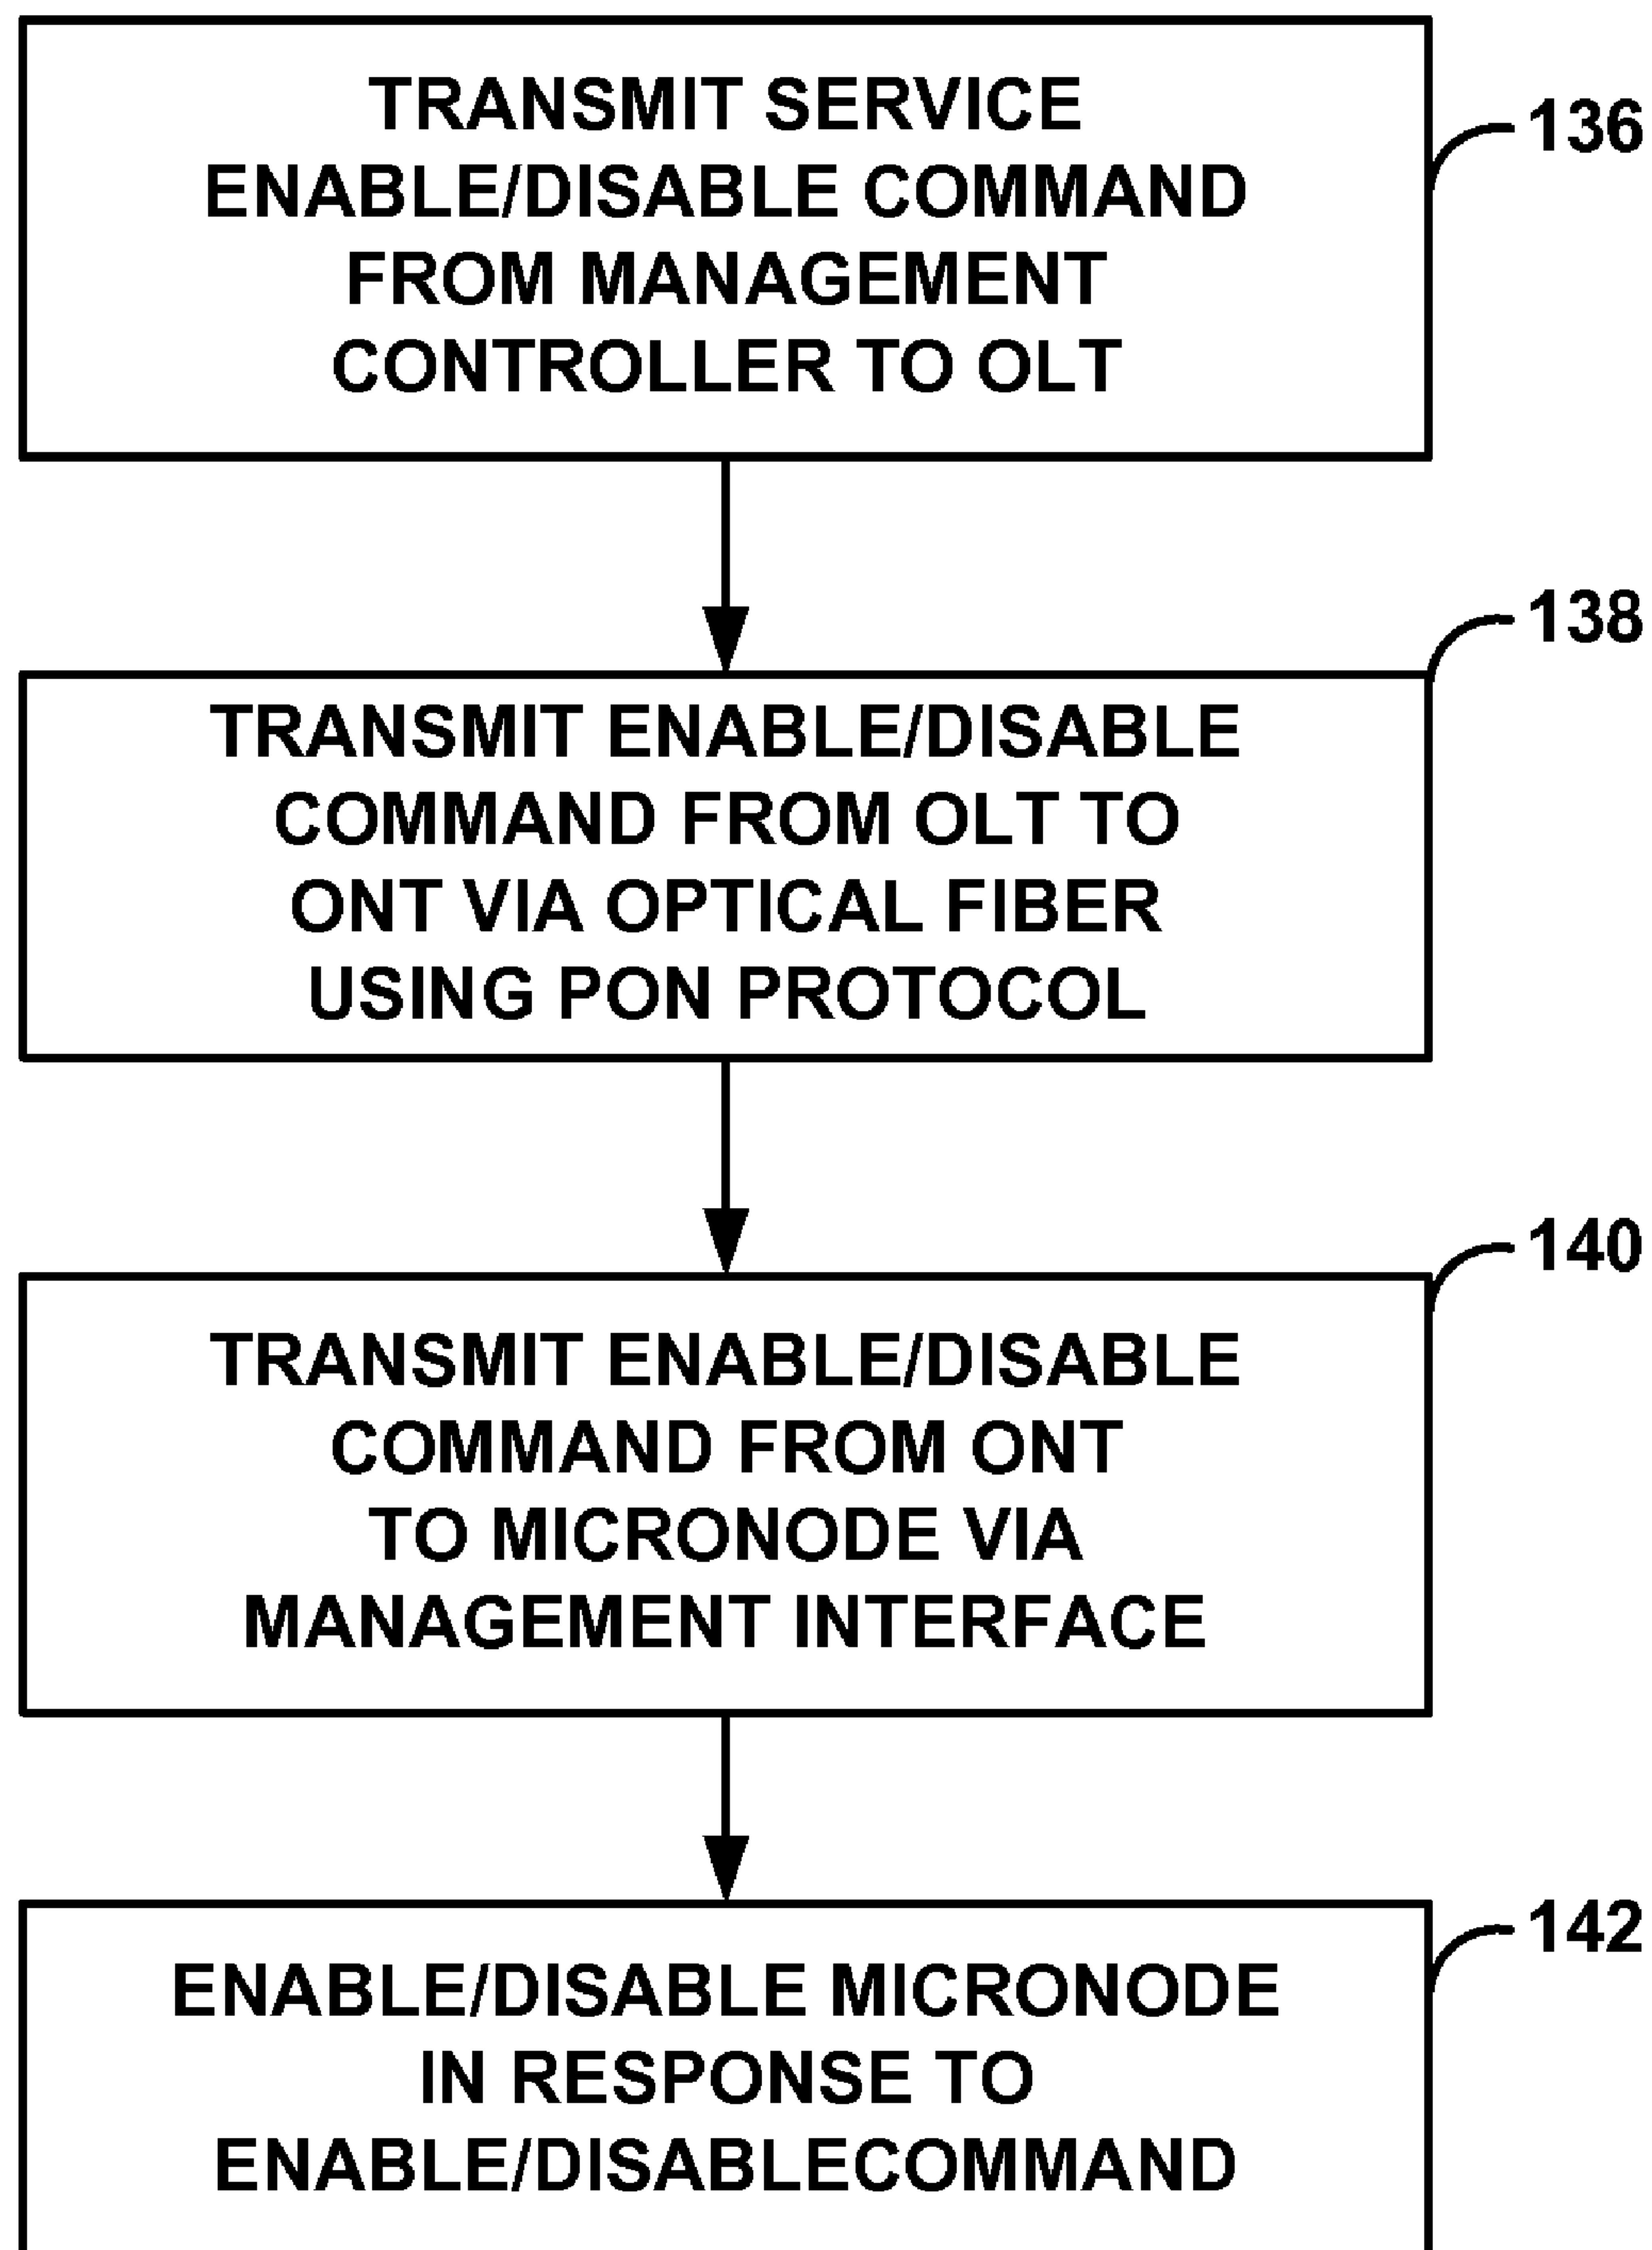 TRANSMIT SERVICE
ENABLE/DISABLE COMMAND
FROM MANAGEMENT
CONTROLLER TO OLT
136
TRANSMIT ENABLE/DISABLE
COMMAND FROM OLT TO
ONT VIA OPTICAL FIBER
USING PON PROTOCOL
138
TRANSMIT ENABLE/DISABLE
COMMAND FROM ONT
TO MICRONODE VIA
MANAGEMENT INTERFACE
140
ENABLE/DISABLE MICRONODE
IN RESPONSE TO
ENABLE/DISABLECOMMAND
142